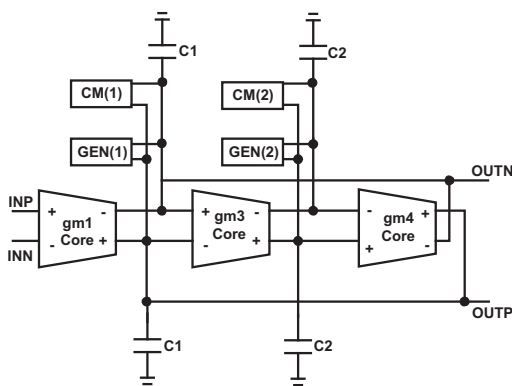 C1
C2
CM(1)
CM(2)
GEN(1)
GEN(2)
OUTN
INP
+ -
gm1
Core
- +
INN
+ -
gm3
Core
- +
- +
gm4
Core
+ -
OUTP
C1
C2